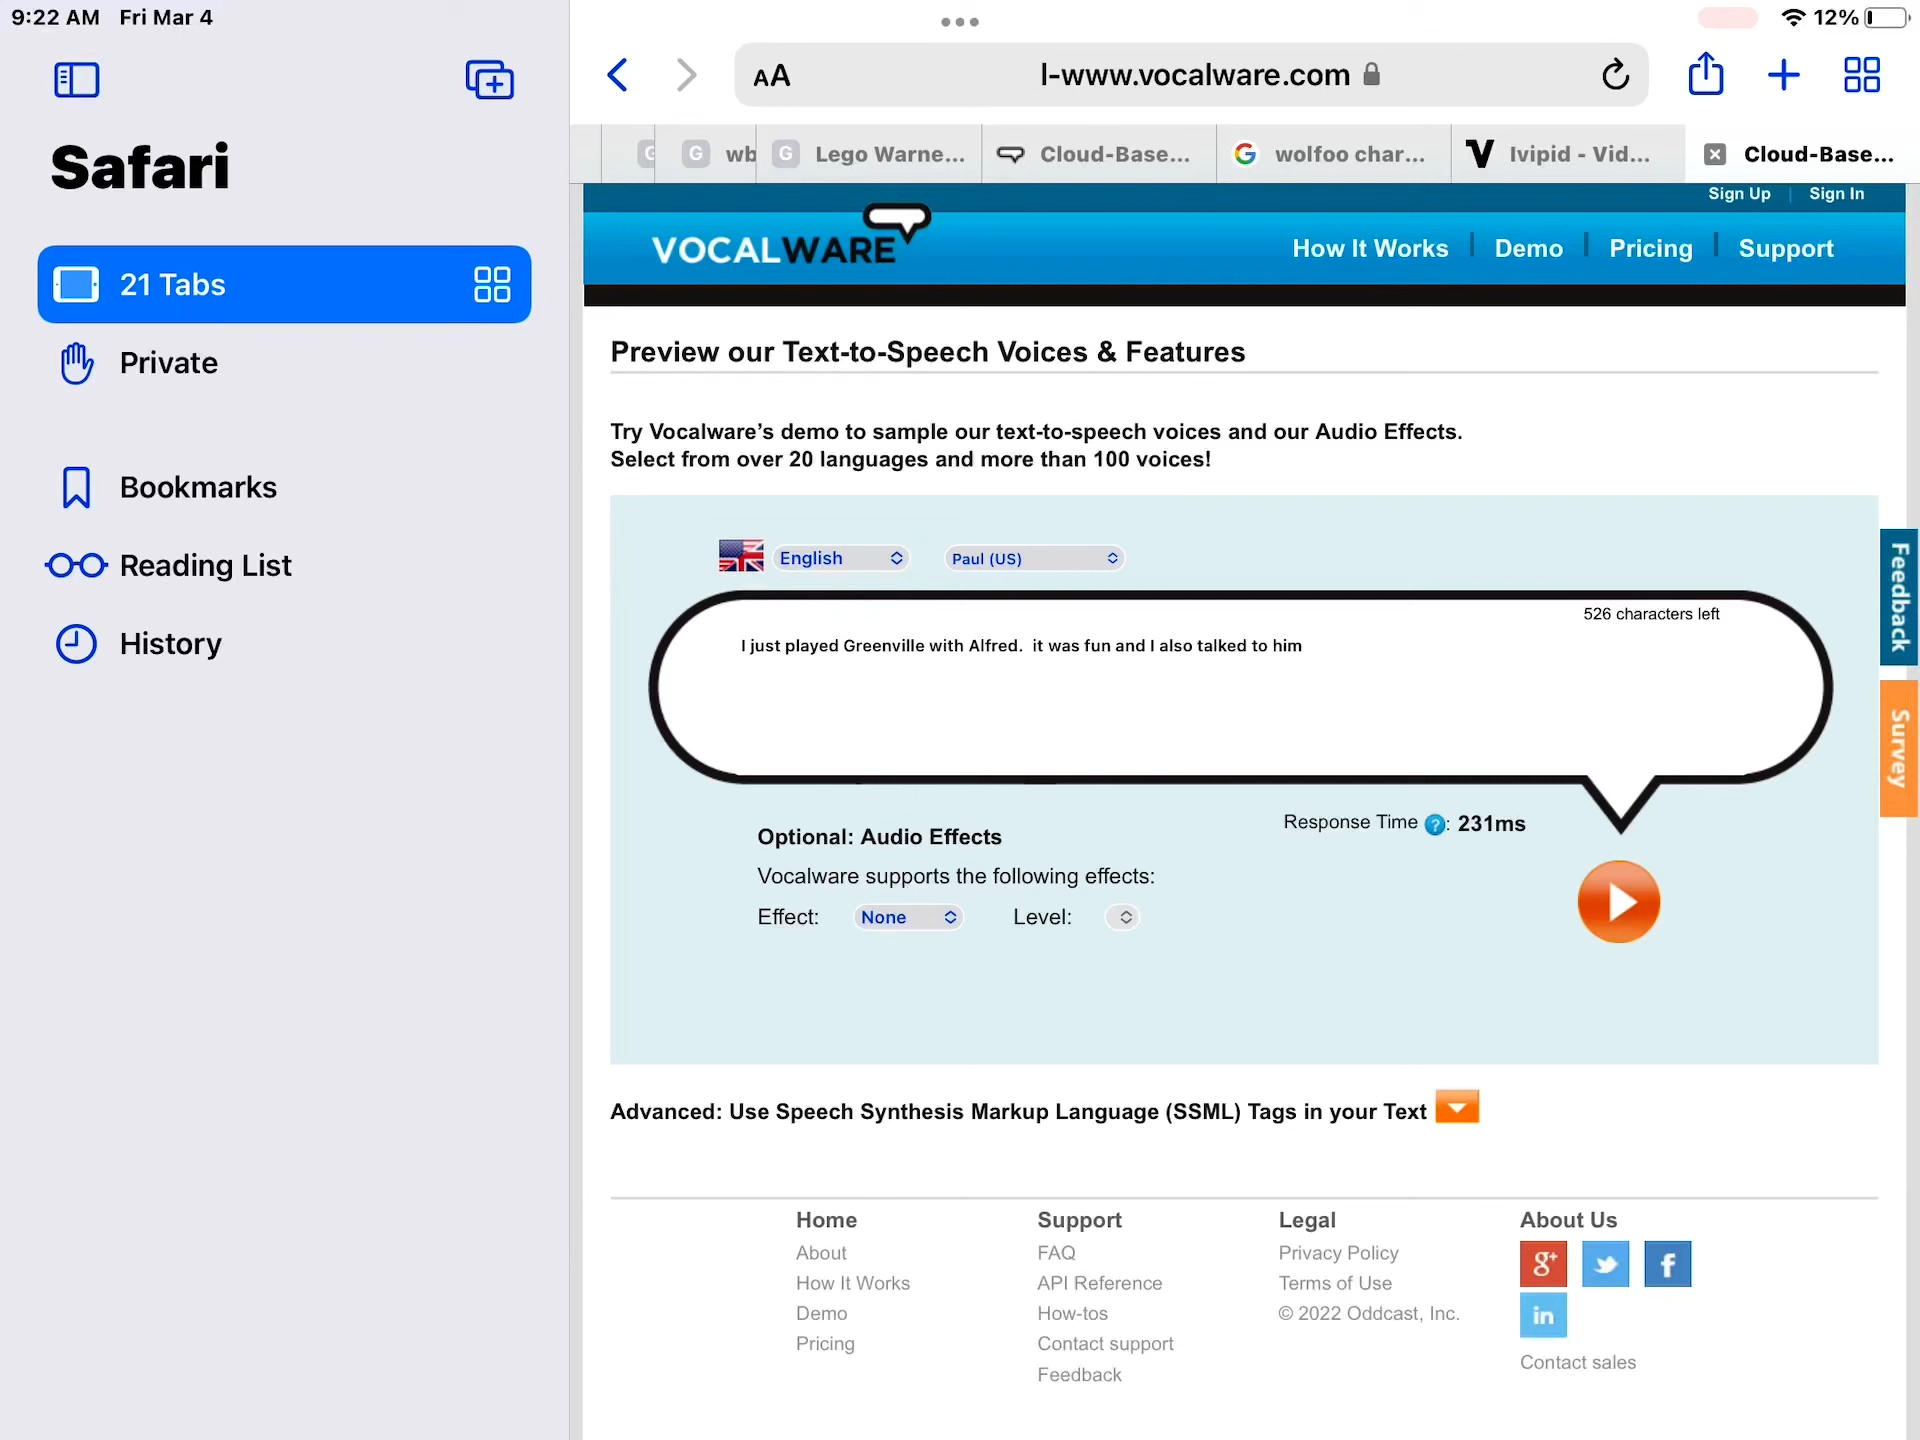 9:22 AM Fri Mar 4
12%
Safari
21 Tabs
Private
Bookmarks
Reading List
History
AA
l-www.vocalware.com
G
G wb
G Lego Warne...
Cloud-Base...
G wolfoo char...
V Ivipid - Vid...
Cloud-Base...
Sign Up | Sign In
VOCALWARE
How It Works | Demo | Pricing | Support
Preview our Text-to-Speech Voices & Features
Try Vocalware’s demo to sample our text-to-speech voices and our Audio Effects.
Select from over 20 languages and more than 100 voices!
English
Paul (US)
526 characters left
I just played Greenville with Alfred.  it was fun and I also talked to him
Feedback
Survey
Response Time ?: 231ms
Optional: Audio Effects
Vocalware supports the following effects:
Effect: None Level:
Advanced: Use Speech Synthesis Markup Language (SSML) Tags in your Text
Home
About
How It Works
Demo
Pricing
Support
FAQ
API Reference
How-tos
Contact support
Feedback
Legal
Privacy Policy
Terms of Use
© 2022 Oddcast, Inc.
About Us
g+
f
in
Contact sales